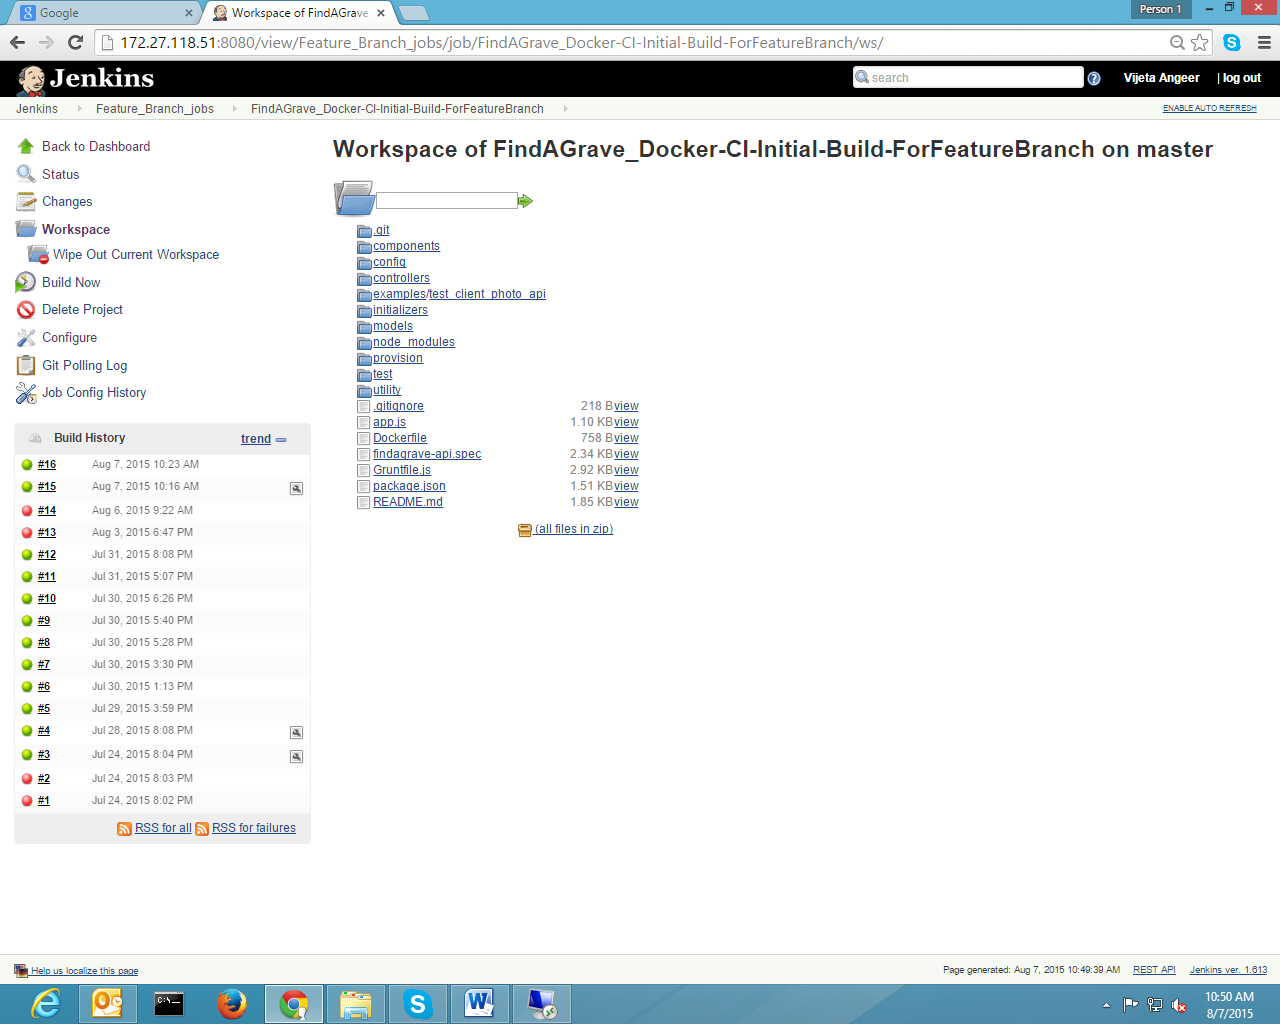 Google
Workspace of FindAGrave
Person 1
172.27.118.51:8080/view/Feature_Branch_jobs/job/FindAGrave_Docker-CI-Initial-Build-ForFeatureBranch/ws/
Jenkins
search
Vijeta Angeer
| log out
Jenkins
Feature_Branch_jobs
FindAGrave_Docker-CI-Initial-Build-ForFeatureBranch
ENABLE AUTO REFRESH
Back to Dashboard
Status
Changes
Workspace
Wipe Out Current Workspace
Build Now
Delete Project
Configure
Git Polling Log
Job Config History
Build History
trend
#16 Aug 7, 2015 10:23 AM
#15 Aug 7, 2015 10:16 AM
#14 Aug 6, 2015 9:22 AM
#13 Aug 3, 2015 6:47 PM
#12 Jul 31, 2015 8:08 PM
#11 Jul 31, 2015 5:07 PM
#10 Jul 30, 2015 6:26 PM
#9 Jul 30, 2015 5:40 PM
#8 Jul 30, 2015 5:28 PM
#7 Jul 30, 2015 3:30 PM
#6 Jul 30, 2015 1:13 PM
#5 Jul 29, 2015 3:59 PM
#4 Jul 28, 2015 8:08 PM
#3 Jul 24, 2015 8:04 PM
#2 Jul 24, 2015 8:03 PM
#1 Jul 24, 2015 8:02 PM
RSS for all RSS for failures
Workspace of FindAGrave_Docker-CI-Initial-Build-ForFeatureBranch on master
.git
components
config
controllers
examples/test_client_photo_api
initializers
models
node_modules
provision
test
utility
.gitignore 218 B view
app.js 1.10 KB view
Dockerfile 758 B view
findagrave-api.spec 2.34 KB view
Gruntfile.js 2.92 KB view
package.json 1.51 KB view
README.md 1.85 KB view
(all files in zip)
Help us localize this page
Page generated: Aug 7, 2015 10:49:39 AM
REST API
Jenkins ver. 1.613
10:50 AM
8/7/2015